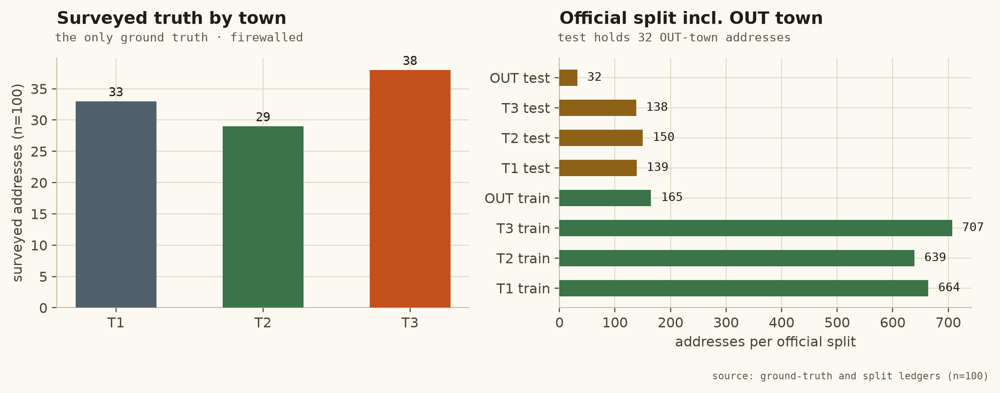 Surveyed truth by town
the only ground truth · firewalled
surveyed addresses (n=100)
35
30
25
20
15
10
5
0
33
29
38
T1
T2
T3
Official split incl. OUT town
test holds 32 OUT-town addresses
OUT test
32
T3 test
138
T2 test
150
T1 test
139
OUT train
165
T3 train
707
T2 train
639
T1 train
664
0
100
200
300
400
500
600
700
addresses per official split
source: ground-truth and split ledgers (n=100)